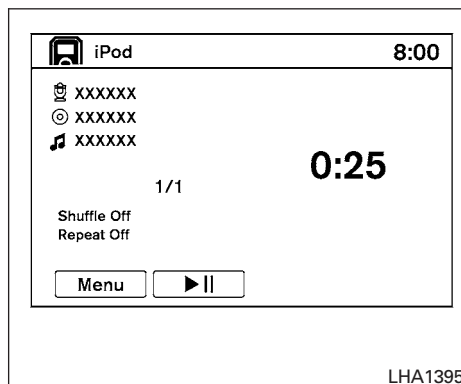 iPod 8:00
XXXXXX
XXXXXX
XXXXXX
0:25
1/1
Shuffle Off
Repeat Off
Menu
LHA1395